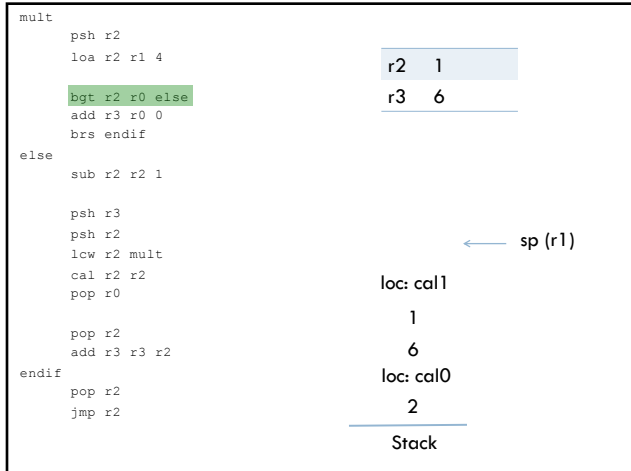 mult
psh r2
loa r2 r1 4
bgt r2 r0 else
add r3 r0 0
brs endif
else
sub r2 r2 1
psh r3
psh r2
lcw r2 mult
cal r2 r2
pop r0
pop r2
add r3 r3 r2
endif
pop r2
jmp r2
r2 1
r3 6
sp (r1)
loc: cal1
1
6
loc: cal0
2
Stack